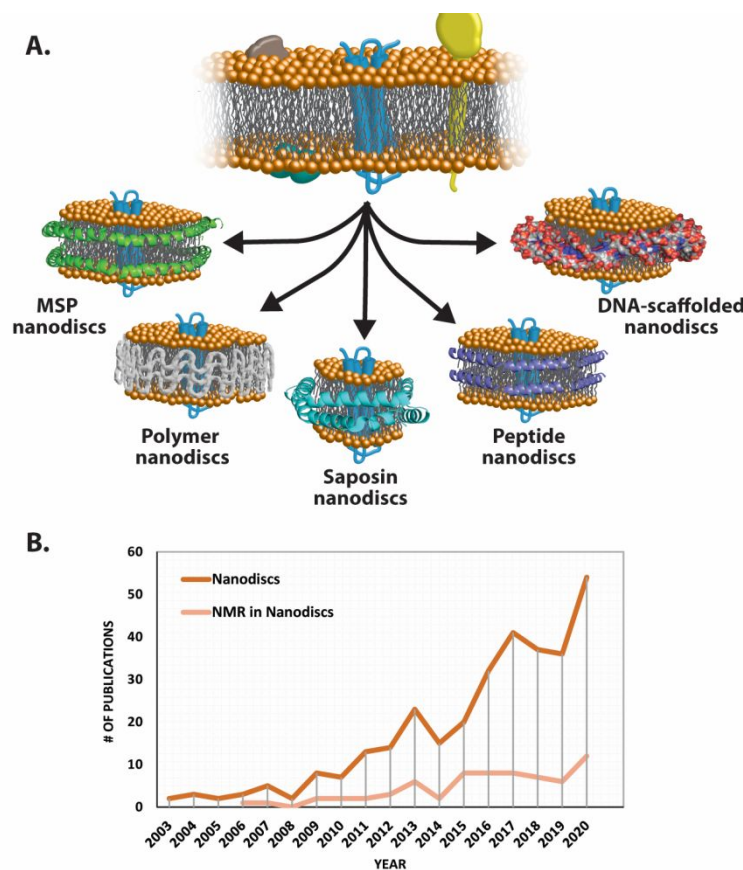 A.
MSP
nanodiscs
DNA-scaffolded
nanodiscs
Polymer
nanodiscs
Saposin
nanodiscs
Peptide
nanodiscs
B.
60
50
40
30
20
10
0
# OF PUBLICATIONS
Nanodiscs
NMR in Nanodiscs
2003
2004
2005
2006
2007
2008
2009
2010
2011
2012
2013
2014
2015
2016
2017
2018
2019
2020
YEAR